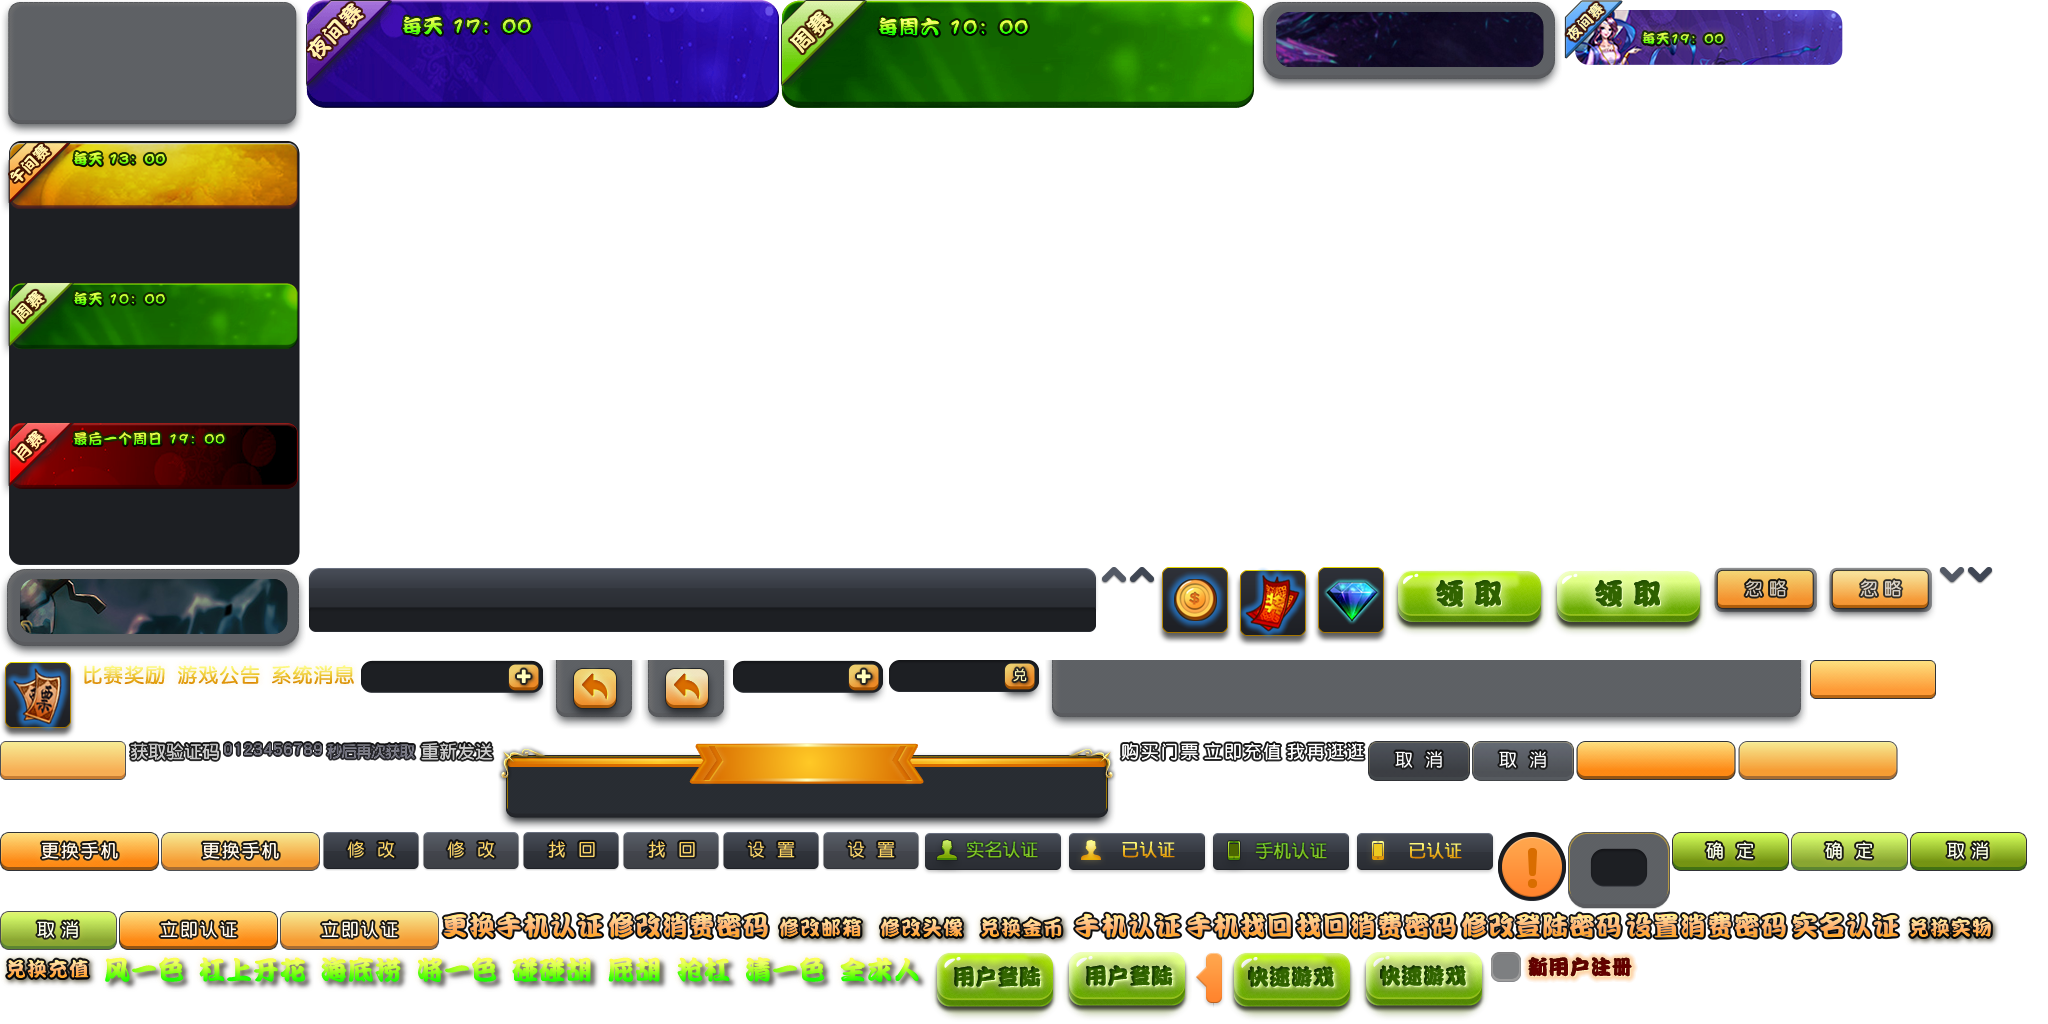 夜间赛
每天 17：00
周赛
每周六 10：00
夜间赛
每天19：00
午间赛
每天 13：00
周赛
每天 10：00
月赛
最后一个周日 19：00
领取
领取
忽略
忽略
票
比赛奖励 游戏公告 系统消息
兑
获取验证码 0123456789 秒后再次获取 重新发送
购买门票 立即充值 我再逛逛
取 消
取 消
更换手机
更换手机
修 改
修 改
找 回
找 回
设 置
设 置
实名认证
已认证
手机认证
已认证
确 定
确 定
取 消
取 消
立即认证
立即认证
更换手机认证 修改消费密码 修改邮箱 修改头像 兑换金币 手机认证 手机找回 找回消费密码 修改登陆密码 设置消费密码 实名认证 兑换实物
兑换充值
风一色 杠上开花 海底捞 将一色 碰碰胡 屁胡 抢杠 清一色 全求人
用户登陆
用户登陆
快速游戏
快速游戏
新用户注册